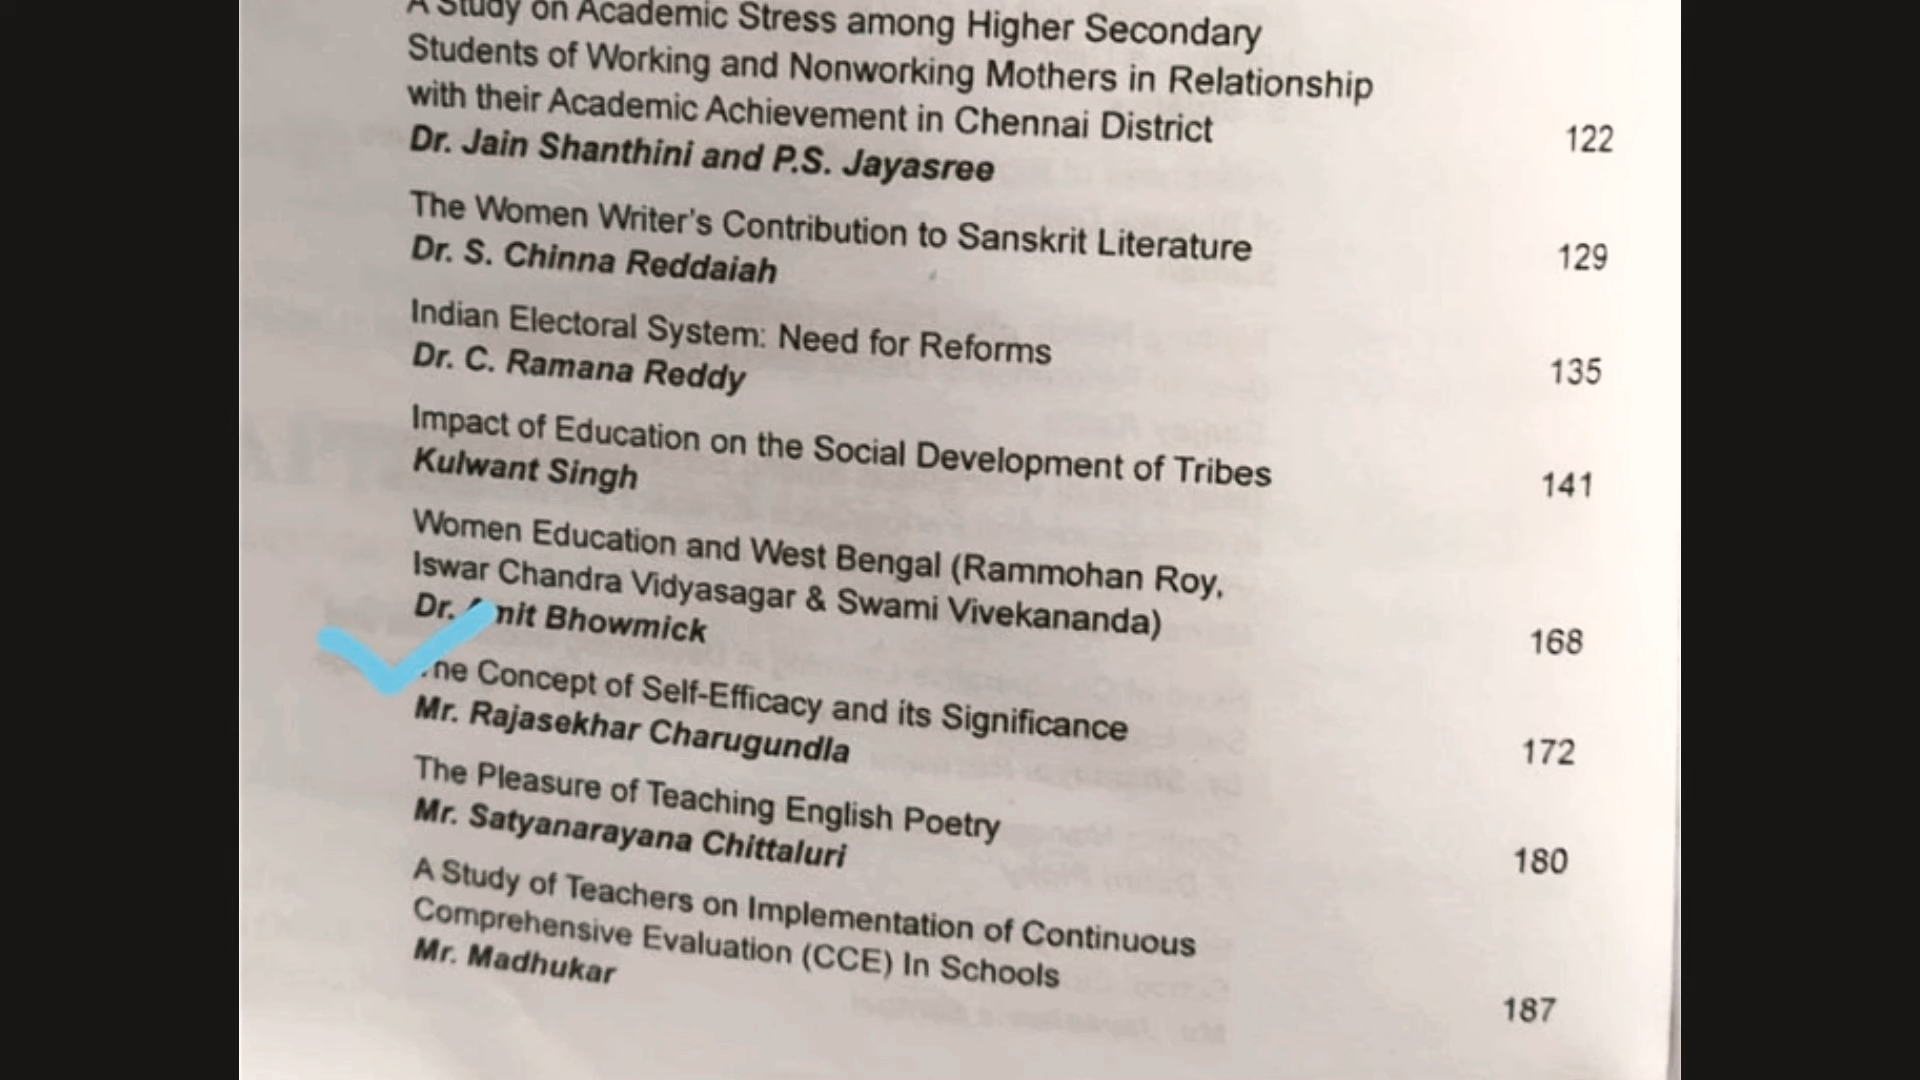 A Study on Academic Stress among Higher Secondary
Students of Working and Nonworking Mothers in Relationship
with their Academic Achievement in Chennai District 122
Dr. Jain Shanthini and P.S. Jayasree
The Women Writer's Contribution to Sanskrit Literature 129
Dr. S. Chinna Reddaiah
Indian Electoral System: Need for Reforms 135
Dr. C. Ramana Reddy
Impact of Education on the Social Development of Tribes 141
Kulwant Singh
Women Education and West Bengal (Rammohan Roy,
Iswar Chandra Vidyasagar & Swami Vivekananda) 168
Dr. Amit Bhowmick
The Concept of Self-Efficacy and its Significance 172
Mr. Rajasekhar Charugundla
The Pleasure of Teaching English Poetry 180
Mr. Satyanarayana Chittaluri
A Study of Teachers on Implementation of Continuous
Comprehensive Evaluation (CCE) In Schools 187
Mr. Madhukar